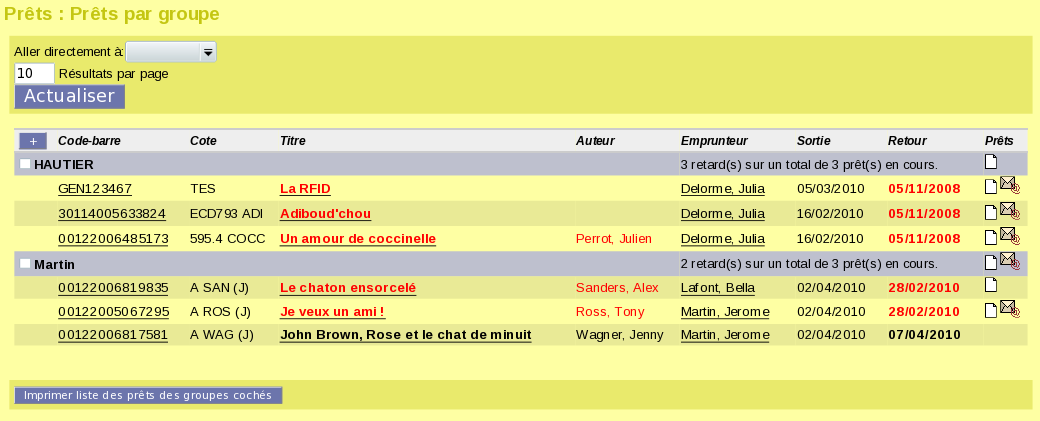 Prêts : Prêts par groupe
Aller directement à:
10 Résultats par page
Actualiser
+ Code-barre Cote Titre Auteur Emprunteur Sortie Retour Prêts
HAUTIER 3 retard(s) sur un total de 3 prêt(s) en cours.
GEN123467 TES La RFID Delorme, Julia 05/03/2010 05/11/2008
30114005633824 ECD793 ADI Adiboud'chou Delorme, Julia 16/02/2010 05/11/2008
00122006485173 595.4 COCC Un amour de coccinelle Perrot, Julien Delorme, Julia 16/02/2010 05/11/2008
Martin 2 retard(s) sur un total de 3 prêt(s) en cours.
00122006819835 A SAN (J) Le chaton ensorcelé Sanders, Alex Lafont, Bella 02/04/2010 28/02/2010
00122005067295 A ROS (J) Je veux un ami ! Ross, Tony Martin, Jerome 02/04/2010 28/02/2010
00122006817581 A WAG (J) John Brown, Rose et le chat de minuit Wagner, Jenny Martin, Jerome 02/04/2010 07/04/2010
Imprimer liste des prêts des groupes cochés